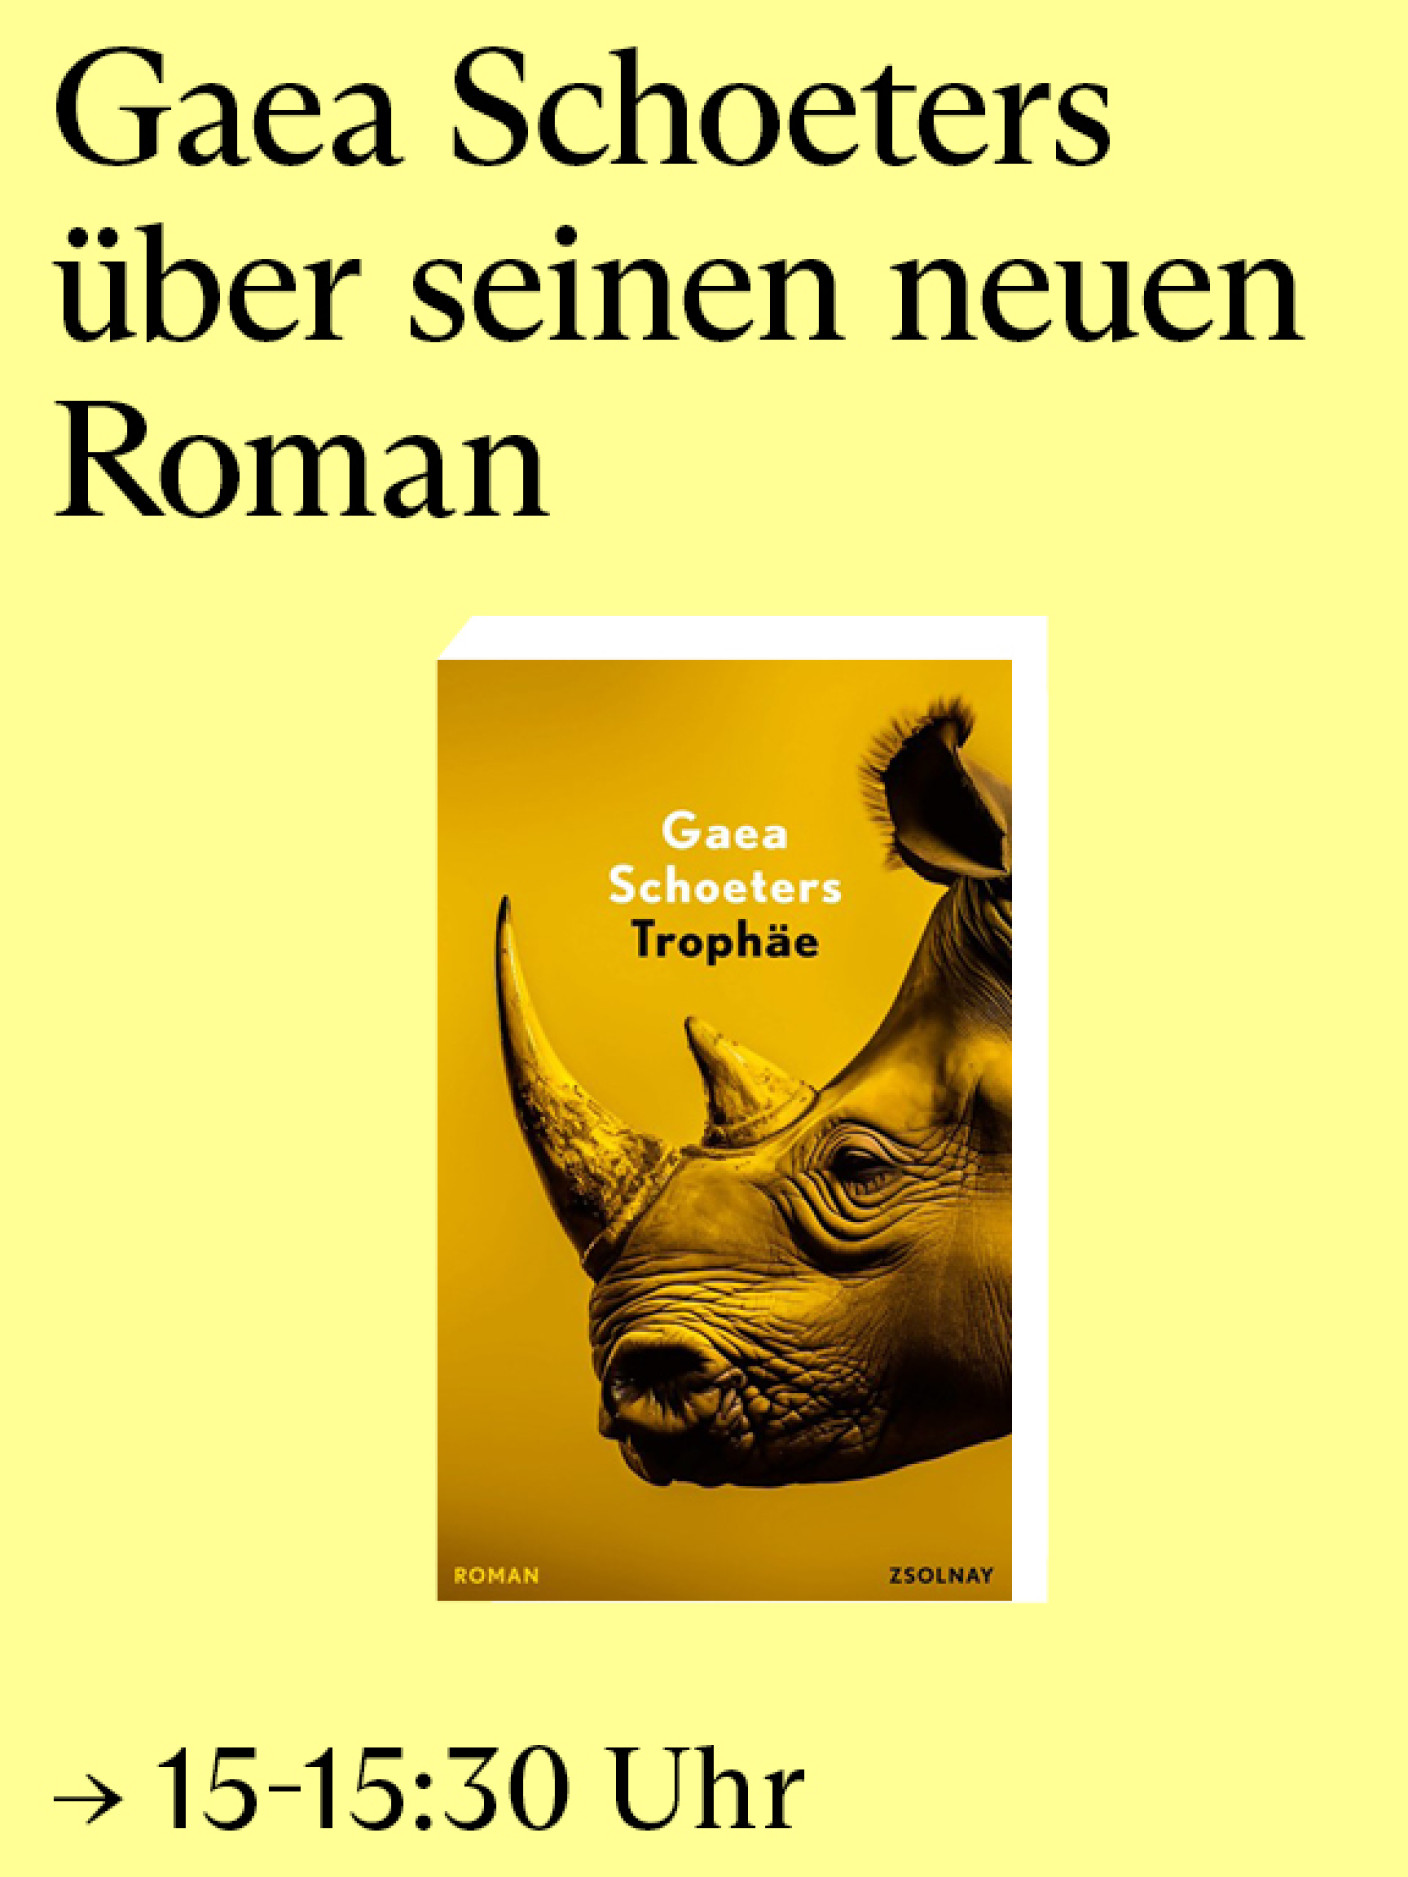 Gaea Schoeters
über seinen neuen
Roman
Gaea
Schoeters
Trophäe
ROMAN
ZSOLNAY
→ 15–15:30 Uhr